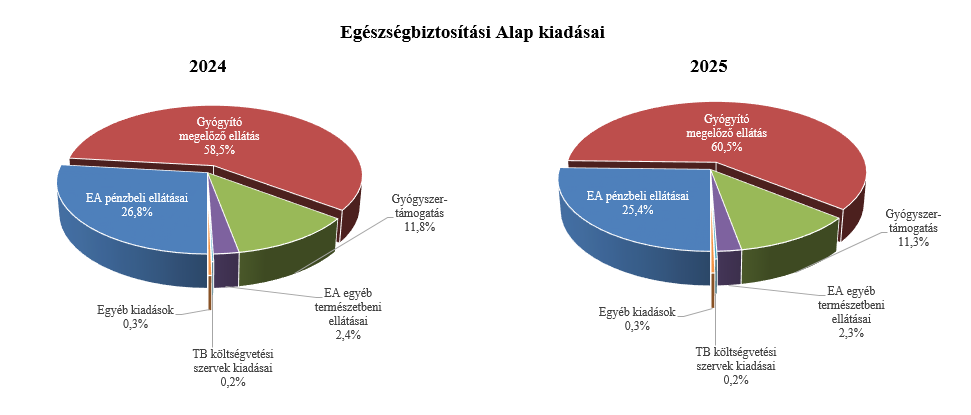 Egészségbiztosítási Alap kiadásai
2024
Gyógyító
megelőző ellátás
58,5%
EA pénzbeli ellátásai
26,8%
Gyógyszer-
támogatás
11,8%
EA egyéb
természetbeni
ellátásai
2,4%
Egyéb kiadások
0,3%
TB költségvetési
szervek kiadásai
0,2%
2025
Gyógyító
megelőző ellátás
60,5%
EA pénzbeli ellátásai
25,4%
Gyógyszer-
támogatás
11,3%
EA egyéb
természetbeni
ellátásai
2,3%
Egyéb kiadások
0,3%
TB költségvetési
szervek kiadásai
0,2%